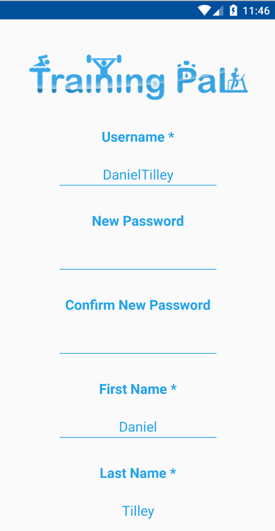 11:46
Training Pal
Username *
DanielTilley
New Password
Confirm New Password
First Name *
Daniel
Last Name *
Tilley